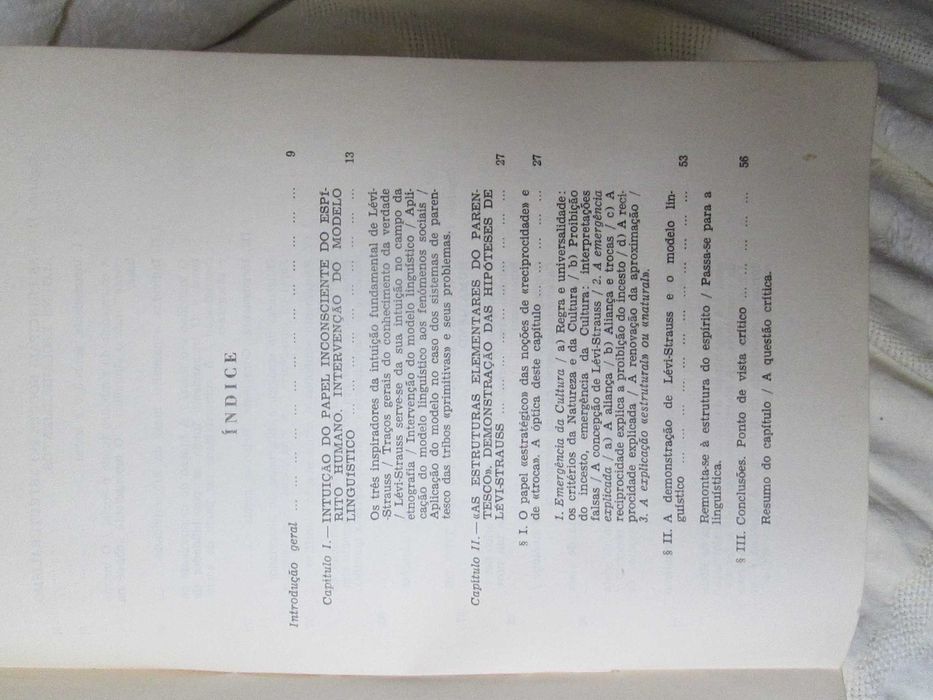 ÍNDICE
Introdução geral ... ... ... ... ... ... ... ... ... 9
Capítulo I.—INTUIÇÃO DO PAPEL INCONSCIENTE DO ESPÍ-
RITO HUMANO. INTERVENÇÃO DO MODELO
LINGUÍSTICO ... ... ... ... ... ... ... ... 13
Os três inspiradores da intuição fundamental de Lévi-
-Strauss / Traços gerais do conhecimento da verdade
/ Lévi-Strauss serve-se da sua intuição no campo da
etnografia / Intervenção do modelo linguístico / Apli-
cação do modelo linguístico aos fenómenos sociais /
Aplicação do modelo no caso dos sistemas de paren-
tesco das tribos «primitivas» e seus problemas.
Capítulo II.—«AS ESTRUTURAS ELEMENTARES DO PAREN-
TESCO», DEMONSTRAÇÃO DAS HIPÓTESES DE
LÉVI-STRAUSS ... ... ... ... ... ... ... ... 27
§ I. O papel «estratégico» das noções de «reciprocidade» e
de «troca». A óptica deste capítulo ... ... ... ... 27
1. Emergência da Cultura / a) Regra e universalidade:
os critérios da Natureza e da Cultura / b) Proibição
do incesto, emergência da Cultura: interpretações
falsas / A concepção de Lévi-Strauss / 2. A emergência
explicada / a) A aliança / b) Aliança e trocas / c) A
reciprocidade explica a proibição do incesto / d) A reci-
procidade explicada / A renovação da aproximação /
3. A explicação «estrutural» ou «natural».
§ II. A demonstração de Lévi-Strauss e o modelo lin-
guístico ... ... ... ... ... ... ... ... 53
Remonta-se à estrutura do espírito / Passa-se para a
linguística.
§ III. Conclusões. Ponto de vista crítico ... ... ... ... ... 56
Resumo do capítulo / A questão crítica.